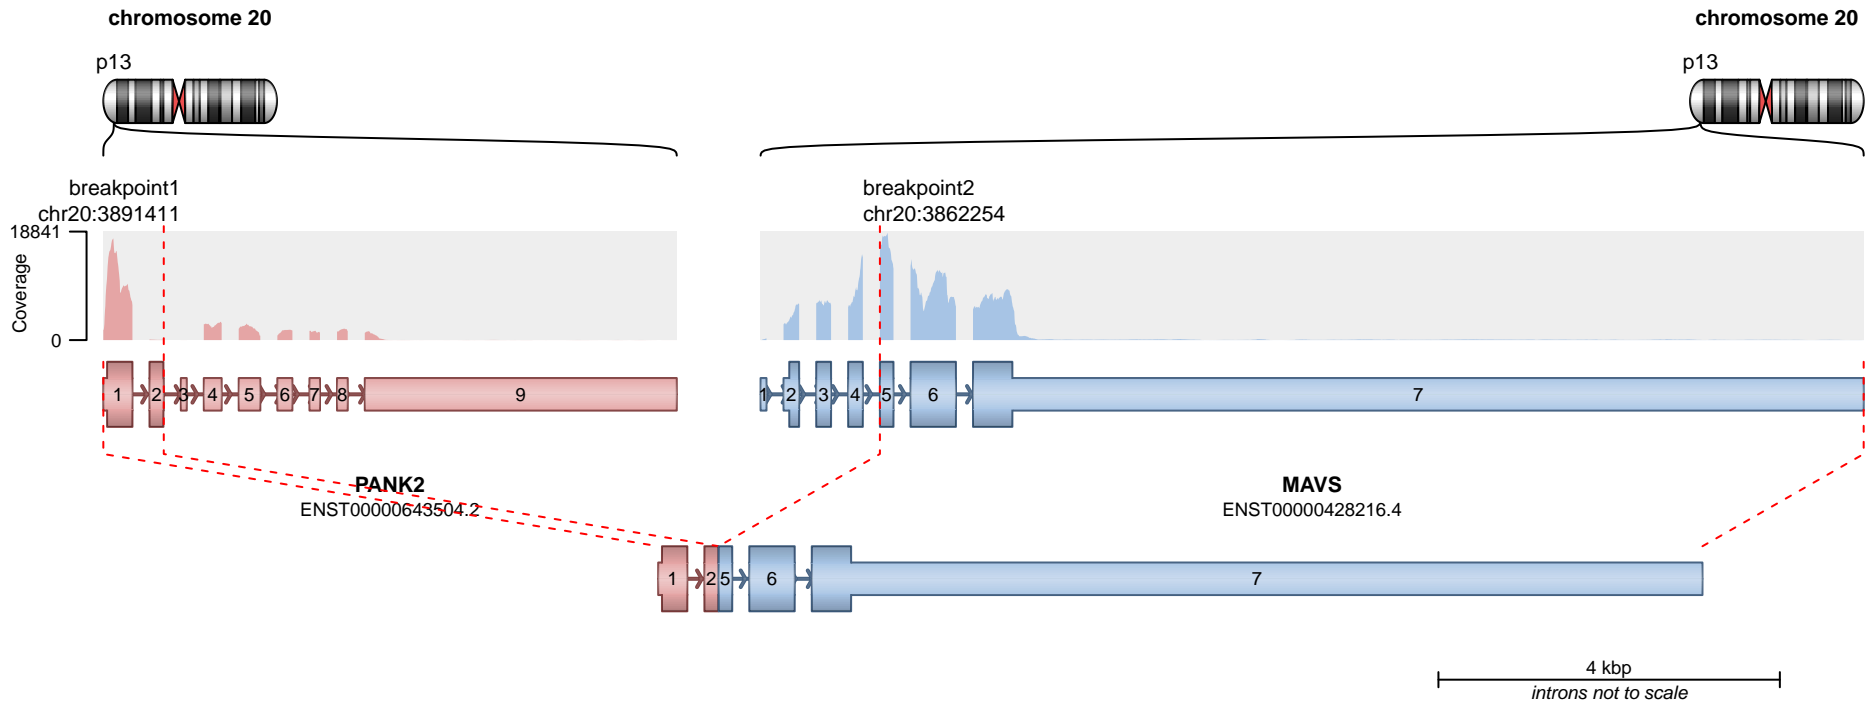 chromosome 20
chromosome 20
p13
p13
breakpoint1
chr20:3891411
breakpoint2
chr20:3862254
18841
Coverage
0
1 2 3 4 5 6 7 8 9
1 2 3 4 5 6 7
PANK2
ENST00000643504.2
MAVS
ENST00000428216.4
1 2 5 6 7
4 kbp
introns not to scale